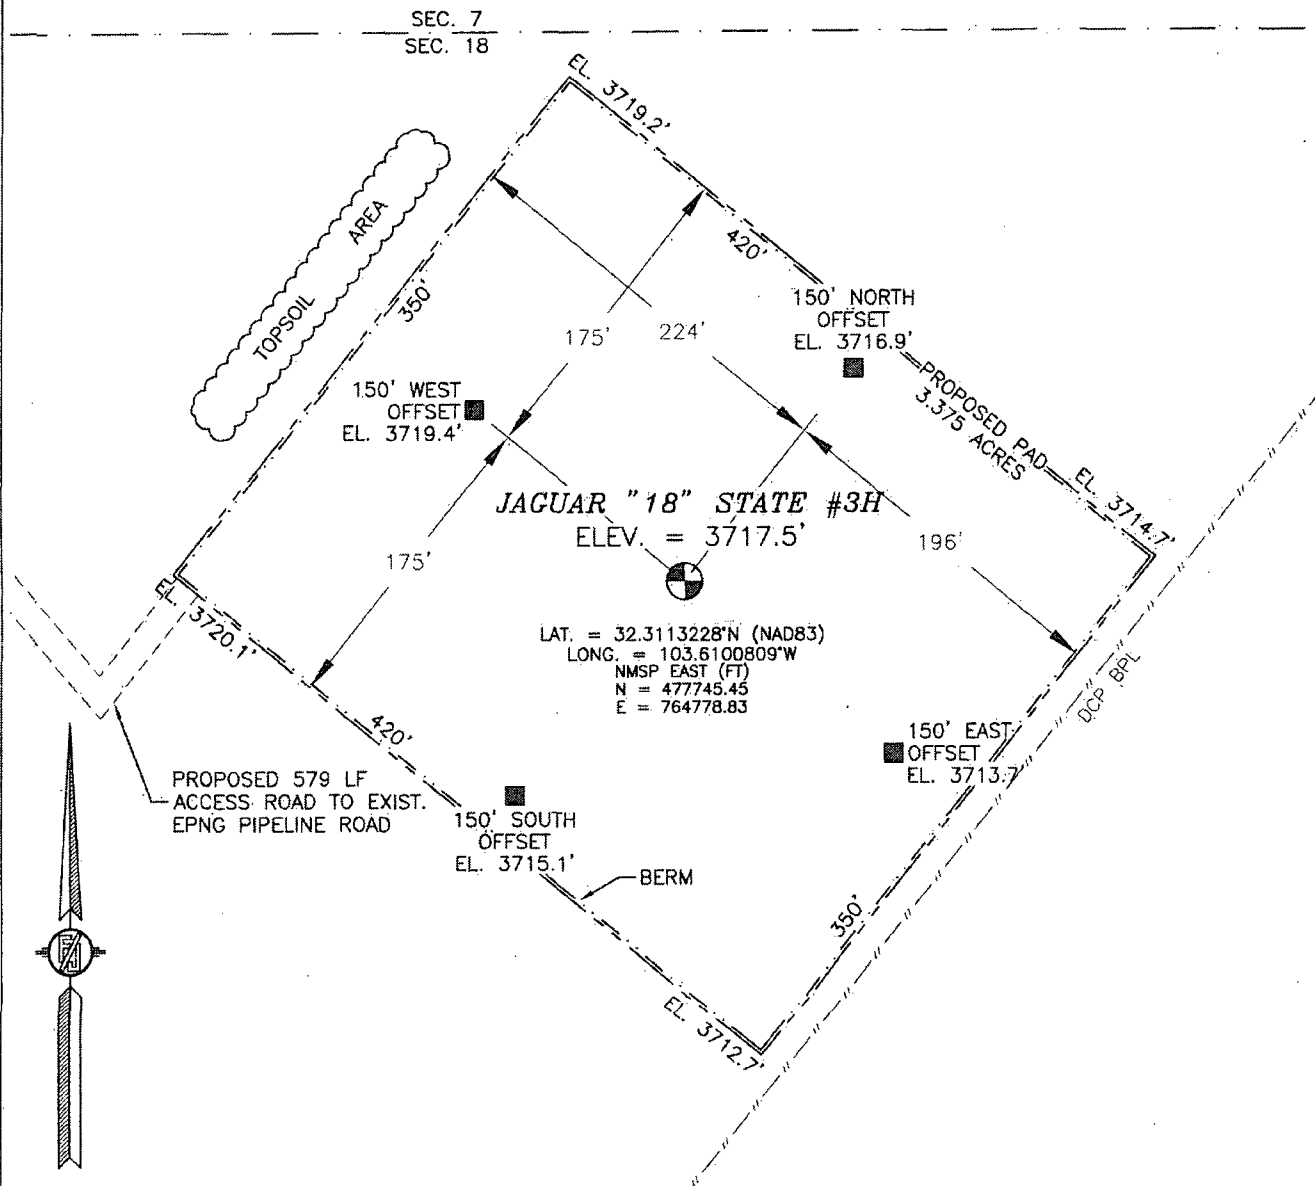 SEC. 7
SEC. 18
EL. 3719.2'
TOPSOIL AREA
350'
420'
175'
224'
150' NORTH
OFFSET
EL. 3716.9'
PROPOSED PAD
3.375 ACRES
150' WEST
OFFSET
EL. 3719.4'
EL. 3714.7'
JAGUAR "18" STATE #3H
ELEV. = 3717.5'
175'
196'
EL. 3720.1'
LAT. = 32.3113228°N (NAD83)
LONG. = 103.6100809°W
NMSP EAST (FT)
N = 477745.45
E = 764778.83
DCP BPL
420'
150' EAST
OFFSET
EL. 3713.7'
PROPOSED 579 LF
ACCESS ROAD TO EXIST.
EPNG PIPELINE ROAD
150' SOUTH
OFFSET
EL. 3715.1'
BERM
350'
EL. 3712.7'